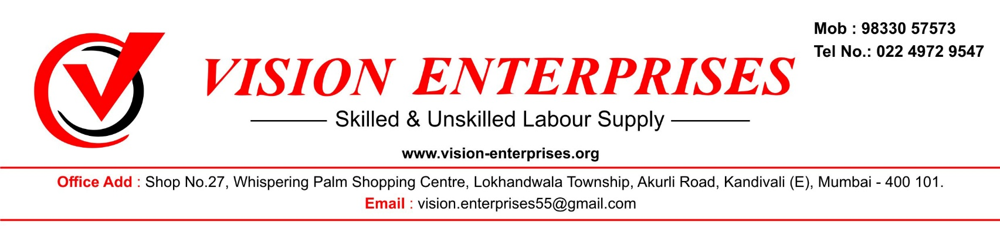 Mob : 98330 57573
Tel No.: 022 4972 9547
VISION ENTERPRISES
Skilled & Unskilled Labour Supply
www.vision-enterprises.org
Office Add : Shop No.27, Whispering Palm Shopping Centre, Lokhandwala Township, Akurli Road, Kandivali (E), Mumbai - 400 101.
Email : vision.enterprises55@gmail.com